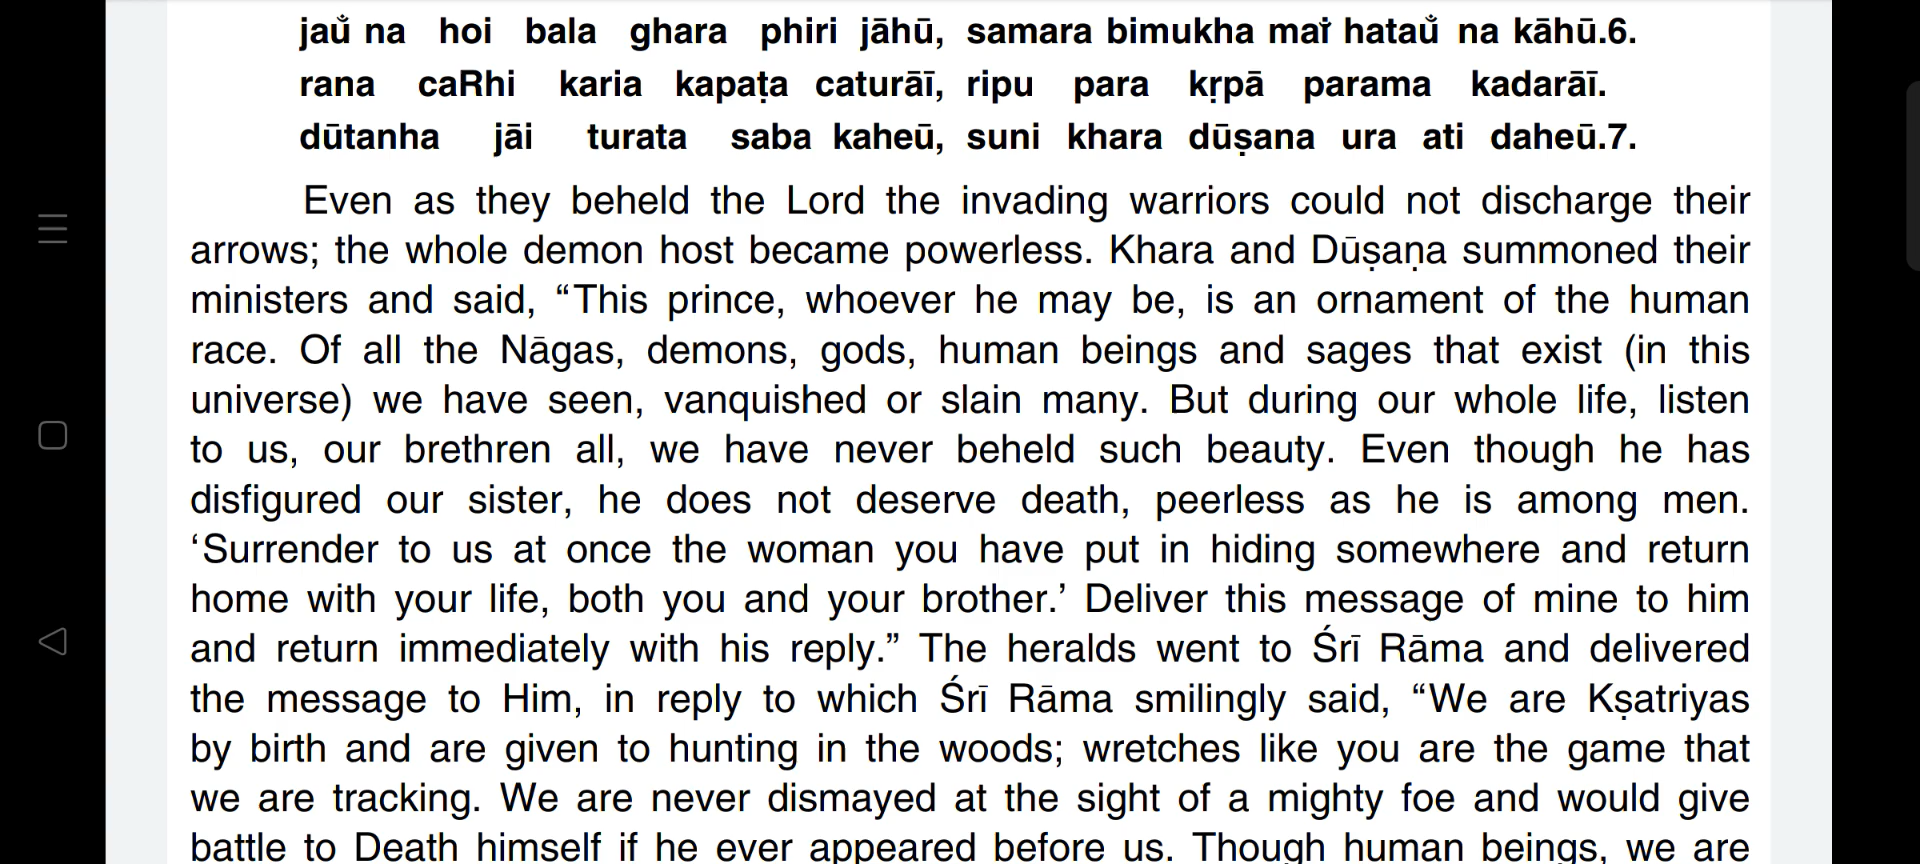 jaů na hoi bala ghara phiri jāhū, samara bimukha maı̇̆ hataů na kāhū.6.
rana caRhi karia kapaṭa caturāī, ripu para kṛpā parama kadarāī.
dūtanha jāi turata saba kaheū, suni khara dūṣana ura ati daheū.7.
Even as they beheld the Lord the invading warriors could not discharge their
arrows; the whole demon host became powerless. Khara and Dūṣaṇa summoned their
ministers and said, “This prince, whoever he may be, is an ornament of the human
race. Of all the Nāgas, demons, gods, human beings and sages that exist (in this
universe) we have seen, vanquished or slain many. But during our whole life, listen
to us, our brethren all, we have never beheld such beauty. Even though he has
disfigured our sister, he does not deserve death, peerless as he is among men.
‘Surrender to us at once the woman you have put in hiding somewhere and return
home with your life, both you and your brother.’ Deliver this message of mine to him
and return immediately with his reply.” The heralds went to Śrī Rāma and delivered
the message to Him, in reply to which Śrī Rāma smilingly said, “We are Kṣatriyas
by birth and are given to hunting in the woods; wretches like you are the game that
we are tracking. We are never dismayed at the sight of a mighty foe and would give
battle to Death himself if he ever appeared before us. Though human beings, we are